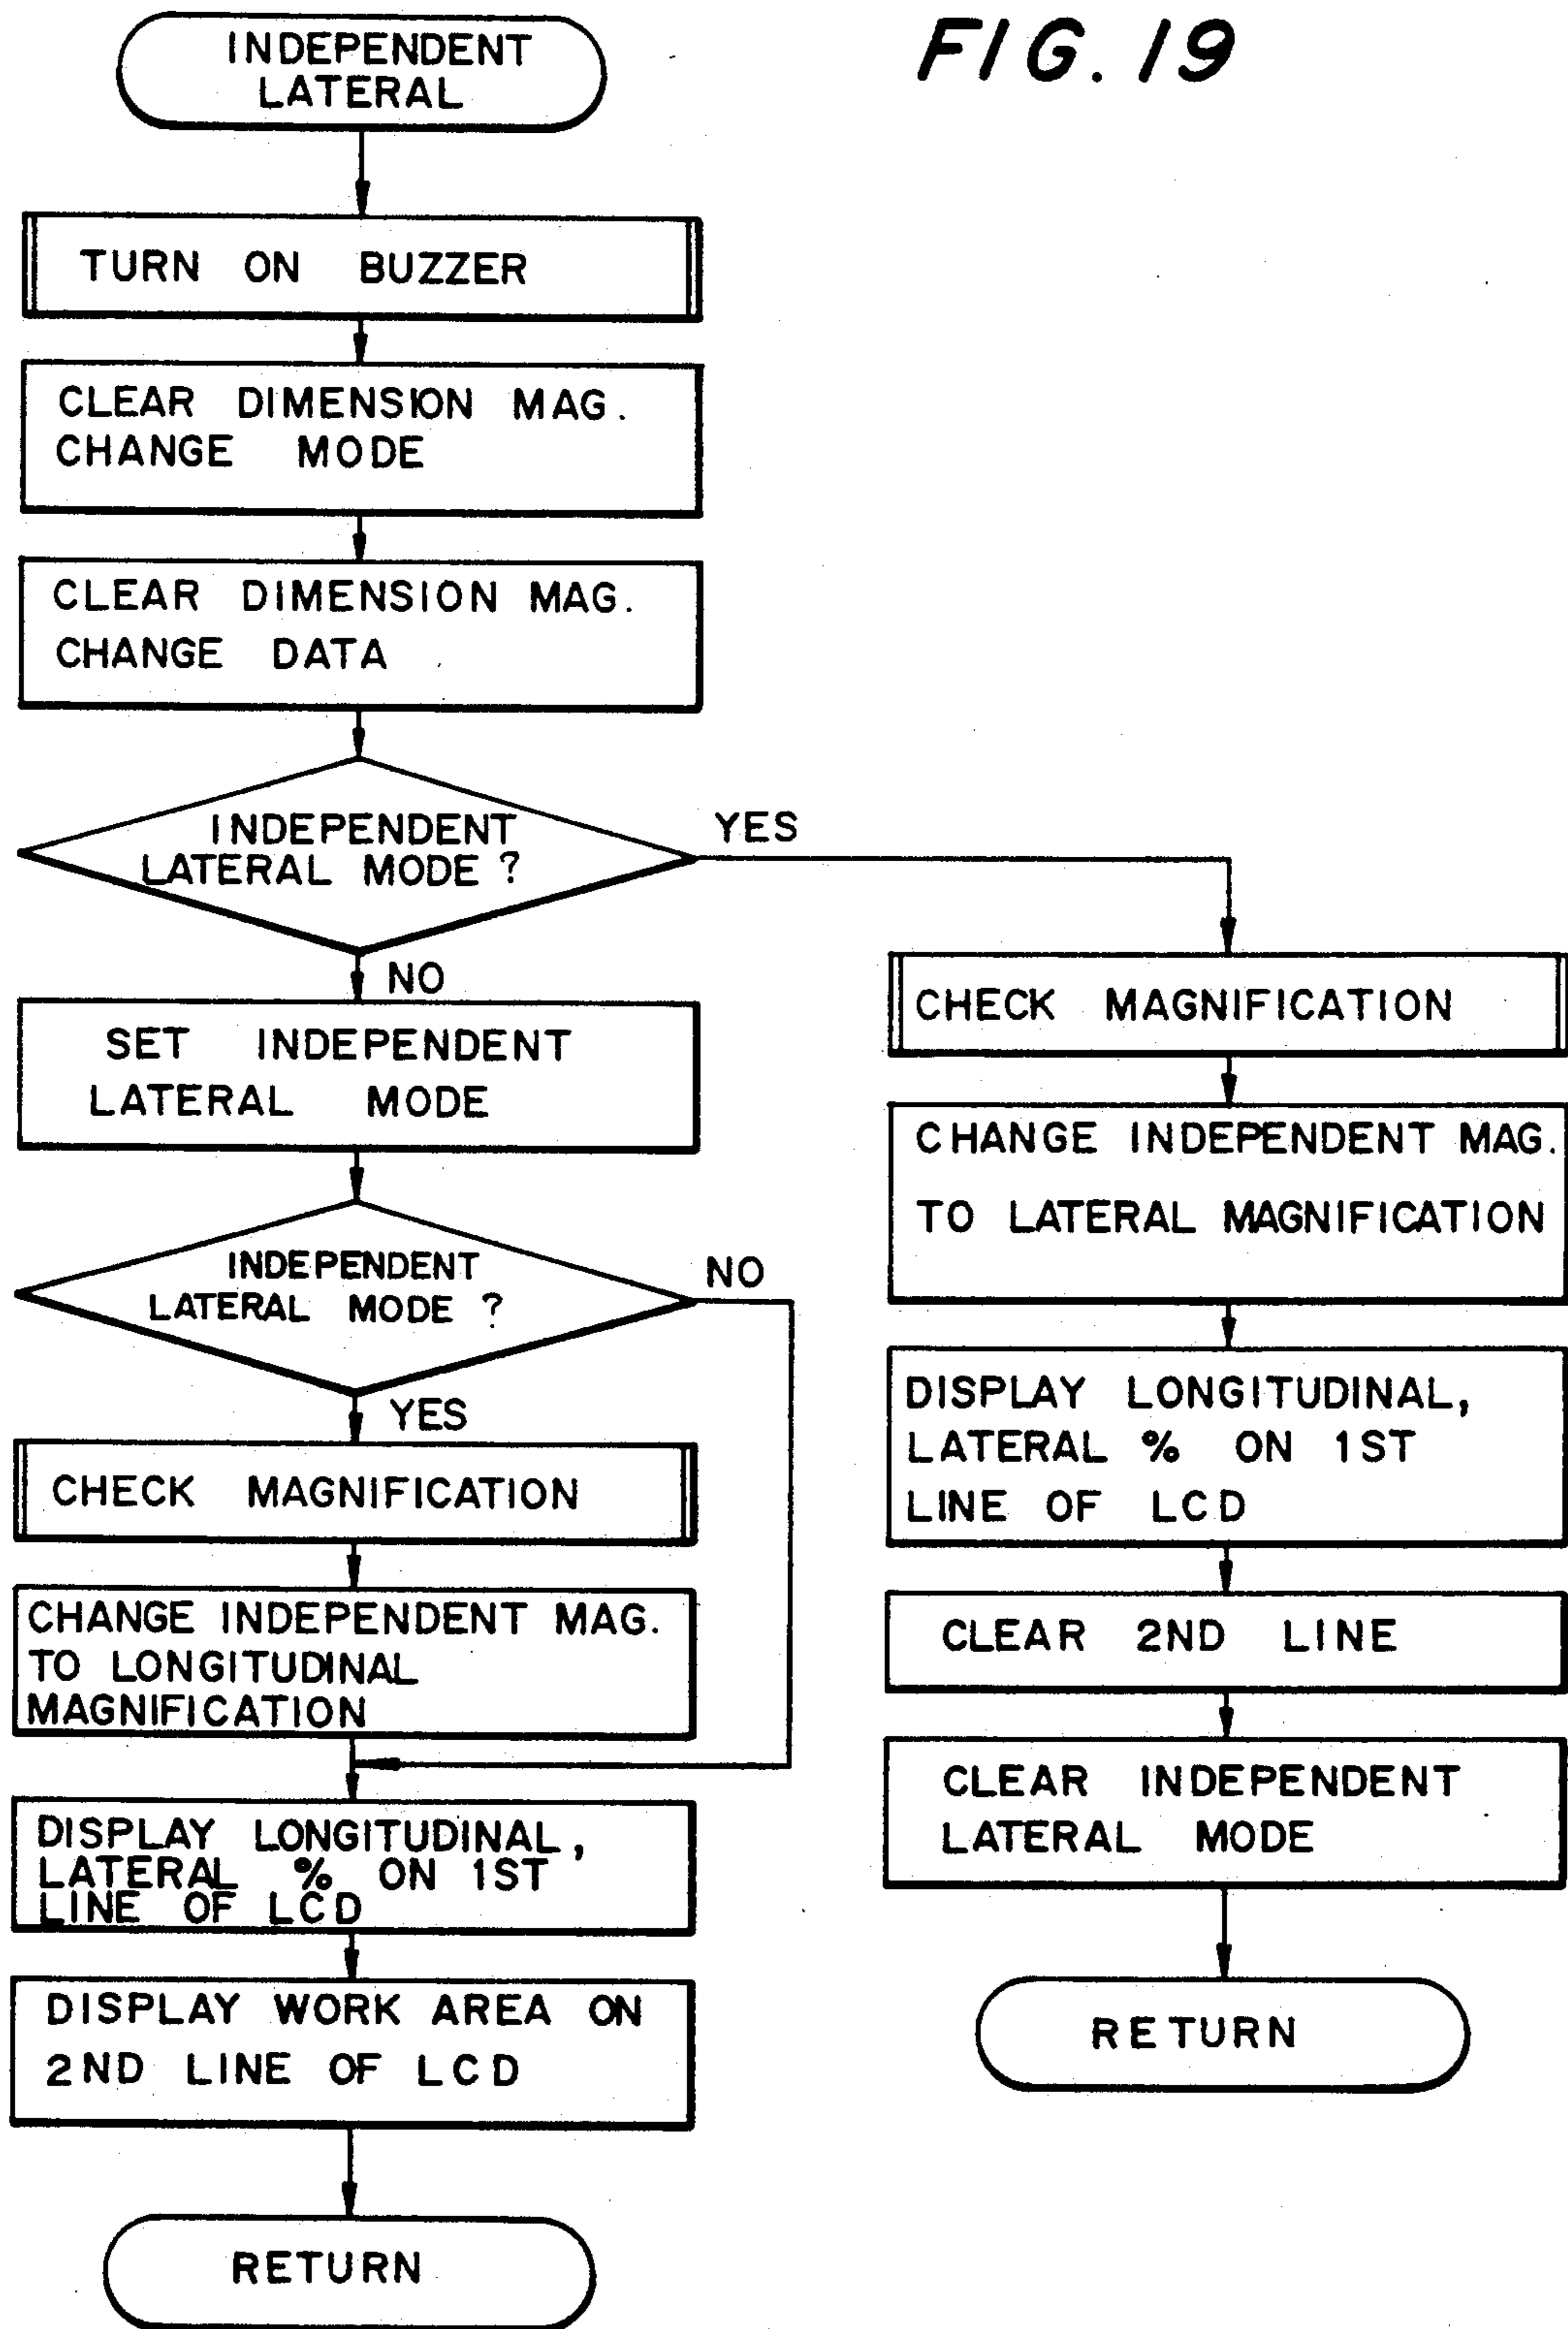 FIG. 19
INDEPENDENT
LATERAL
TURN ON BUZZER
CLEAR DIMENSION MAG.
CHANGE MODE
CLEAR DIMENSION MAG.
CHANGE DATA
INDEPENDENT
LATERAL MODE ?
YES
NO
SET INDEPENDENT
LATERAL MODE
INDEPENDENT
LATERAL MODE ?
NO
YES
CHECK MAGNIFICATION
CHANGE INDEPENDENT MAG.
TO LONGITUDINAL
MAGNIFICATION
DISPLAY LONGITUDINAL,
LATERAL % ON 1ST
LINE OF LCD
DISPLAY WORK AREA ON
2ND LINE OF LCD
RETURN
CHECK MAGNIFICATION
CHANGE INDEPENDENT MAG.
TO LATERAL MAGNIFICATION
DISPLAY LONGITUDINAL,
LATERAL % ON 1ST
LINE OF LCD
CLEAR 2ND LINE
CLEAR INDEPENDENT
LATERAL MODE
RETURN